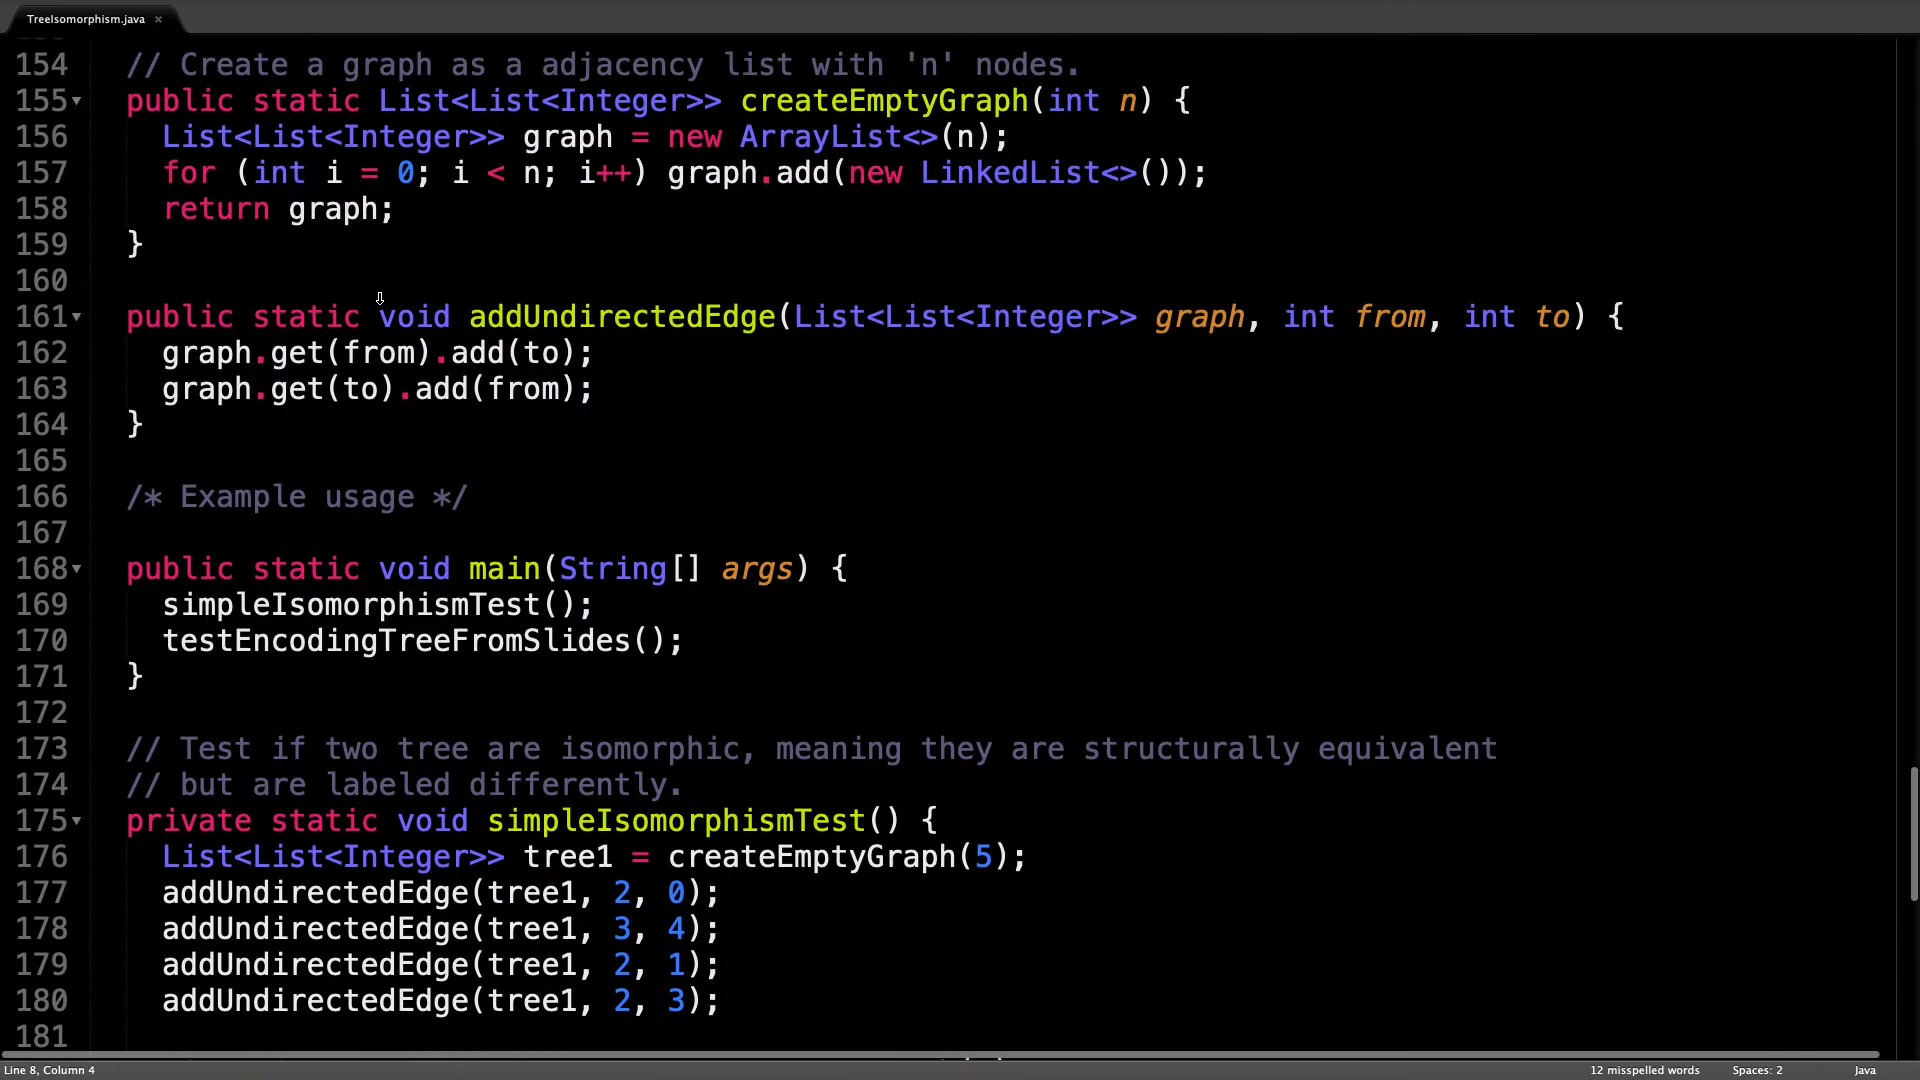 TreeIsomorphism.java ×
154 // Create a graph as a adjacency list with 'n' nodes.
155 public static List<List<Integer>> createEmptyGraph(int n) {
156 List<List<Integer>> graph = new ArrayList<>(n);
157 for (int i = 0; i < n; i++) graph.add(new LinkedList<>());
158 return graph;
159 }
160
161 public static void addUndirectedEdge(List<List<Integer>> graph, int from, int to) {
162 graph.get(from).add(to);
163 graph.get(to).add(from);
164 }
165
166 /* Example usage */
167
168 public static void main(String[] args) {
169 simpleIsomorphismTest();
170 testEncodingTreeFromSlides();
171 }
172
173 // Test if two tree are isomorphic, meaning they are structurally equivalent
174 // but are labeled differently.
175 private static void simpleIsomorphismTest() {
176 List<List<Integer>> tree1 = createEmptyGraph(5);
177 addUndirectedEdge(tree1, 2, 0);
178 addUndirectedEdge(tree1, 3, 4);
179 addUndirectedEdge(tree1, 2, 1);
180 addUndirectedEdge(tree1, 2, 3);
181
Line 8, Column 4 12 misspelled words Spaces: 2 Java